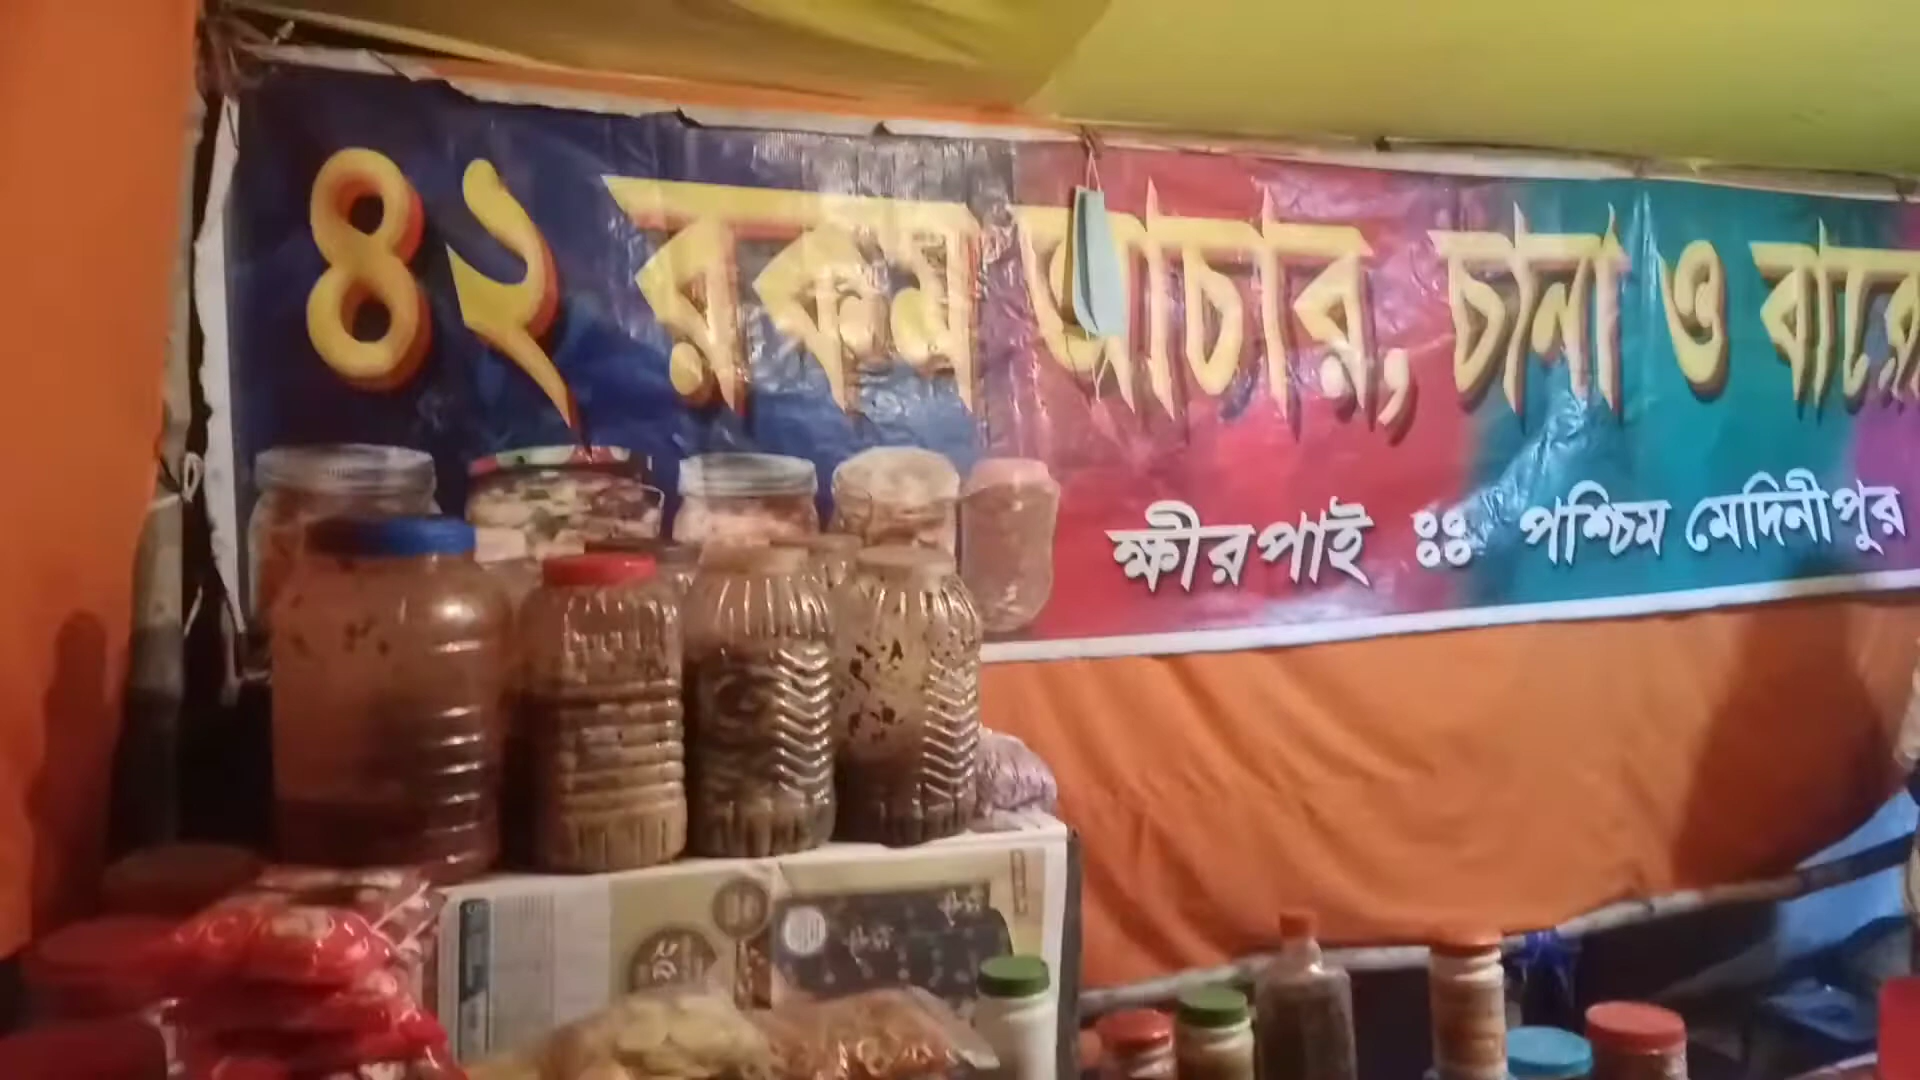 ৪২ রকম আচার, চানা ও
ক্ষীরপাই ঃঃ পশ্চিম মেদিনীপুর